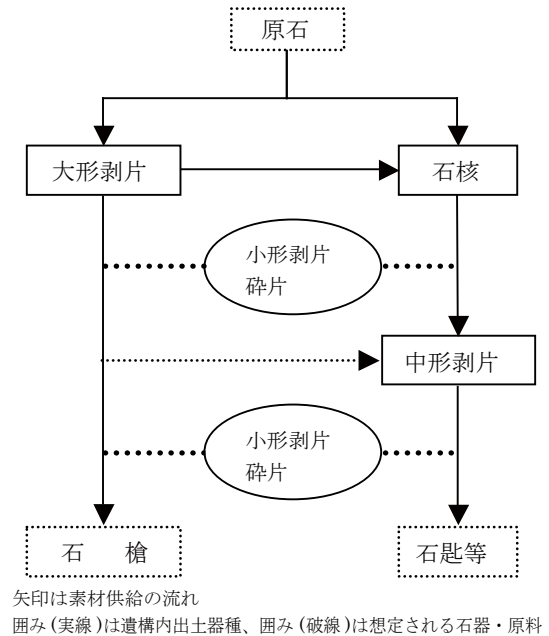 原石
大形剥片
石核
小形剥片
砕片
中形剥片
小形剥片
砕片
石　槍
石匙等
矢印は素材供給の流れ
囲み(実線)は遺構内出土器種、囲み(破線)は想定される石器・原料